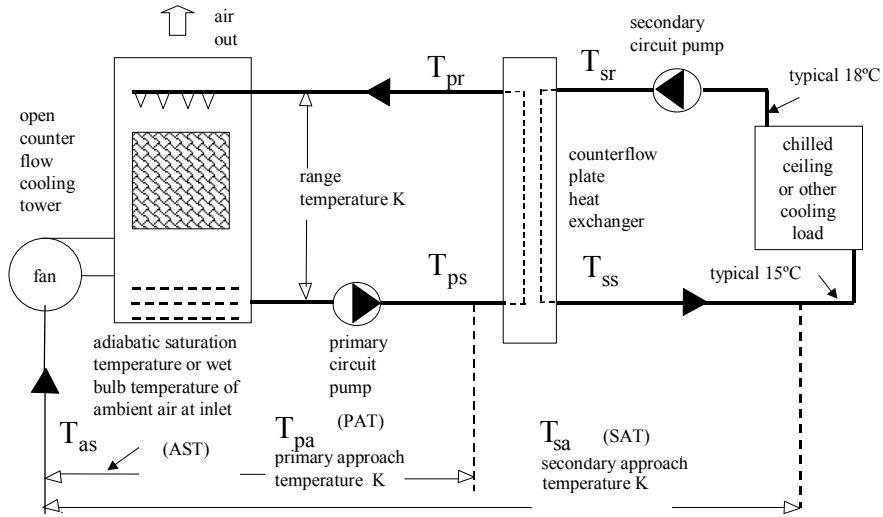 air
out
secondary
circuit pump
T_pr
T_sr
typical 18ºC
open
counter
flow
cooling
tower
range
temperature K
counterflow
plate
heat
exchanger
chilled
ceiling
or other
cooling
load
fan
T_ps
T_ss
typical 15ºC
adiabatic saturation
temperature or wet
bulb temperature of
ambient air at inlet
primary
circuit
pump
T_as (AST)
T_pa (PAT)
primary approach
temperature K
T_sa (SAT)
secondary approach
temperature K